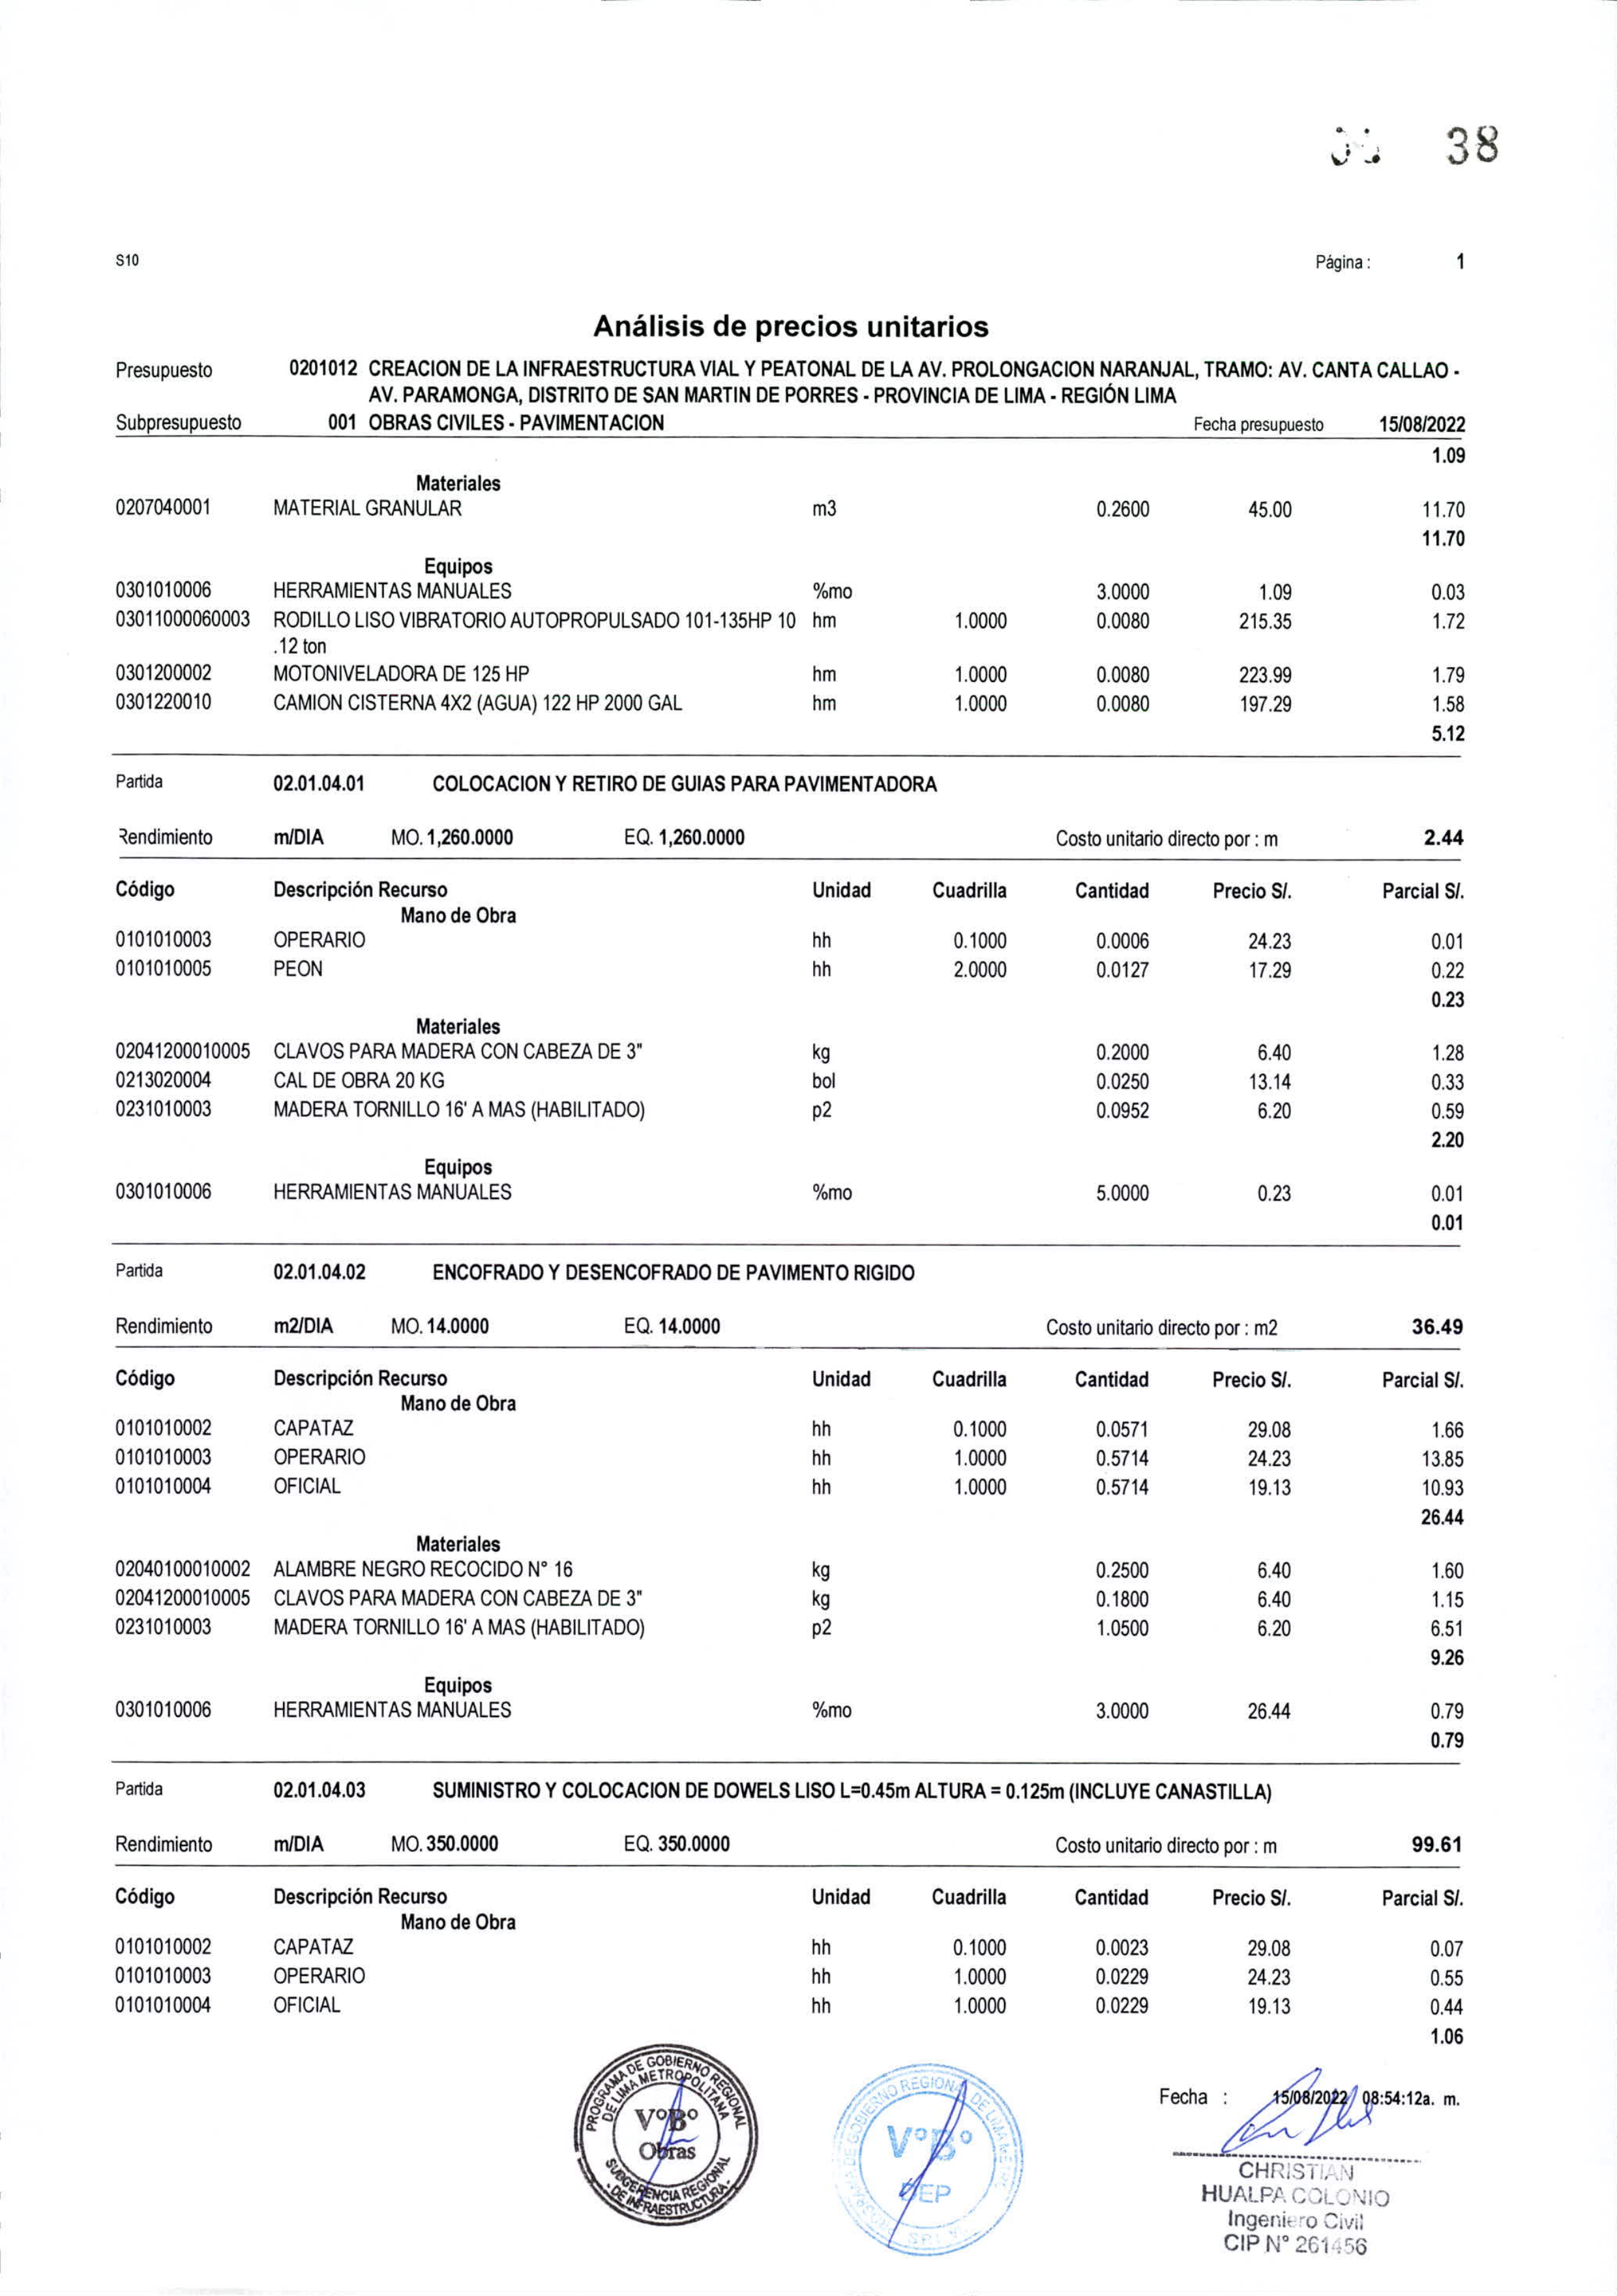 38
S10 Página : 1
Análisis de precios unitarios
Presupuesto 0201012 CREACION DE LA INFRAESTRUCTURA VIAL Y PEATONAL DE LA AV. PROLONGACION NARANJAL, TRAMO: AV. CANTA CALLAO -
AV. PARAMONGA, DISTRITO DE SAN MARTIN DE PORRES - PROVINCIA DE LIMA - REGIÓN LIMA
Subpresupuesto 001 OBRAS CIVILES - PAVIMENTACION Fecha presupuesto 15/08/2022
1.09
Materiales
0207040001 MATERIAL GRANULAR m3 0.2600 45.00 11.70
11.70
Equipos
0301010006 HERRAMIENTAS MANUALES %mo 3.0000 1.09 0.03
03011000060003 RODILLO LISO VIBRATORIO AUTOPROPULSADO 101-135HP 10 hm 1.0000 0.0080 215.35 1.72
.12 ton
0301200002 MOTONIVELADORA DE 125 HP hm 1.0000 0.0080 223.99 1.79
0301220010 CAMION CISTERNA 4X2 (AGUA) 122 HP 2000 GAL hm 1.0000 0.0080 197.29 1.58
5.12
Partida 02.01.04.01 COLOCACION Y RETIRO DE GUIAS PARA PAVIMENTADORA
Rendimiento m/DIA MO. 1,260.0000 EQ. 1,260.0000 Costo unitario directo por : m 2.44
Código Descripción Recurso Unidad Cuadrilla Cantidad Precio S/. Parcial S/.
Mano de Obra
0101010003 OPERARIO hh 0.1000 0.0006 24.23 0.01
0101010005 PEON hh 2.0000 0.0127 17.29 0.22
0.23
Materiales
02041200010005 CLAVOS PARA MADERA CON CABEZA DE 3" kg 0.2000 6.40 1.28
0213020004 CAL DE OBRA 20 KG bol 0.0250 13.14 0.33
0231010003 MADERA TORNILLO 16' A MAS (HABILITADO) p2 0.0952 6.20 0.59
2.20
Equipos
0301010006 HERRAMIENTAS MANUALES %mo 5.0000 0.23 0.01
0.01
Partida 02.01.04.02 ENCOFRADO Y DESENCOFRADO DE PAVIMENTO RIGIDO
Rendimiento m2/DIA MO. 14.0000 EQ. 14.0000 Costo unitario directo por : m2 36.49
Código Descripción Recurso Unidad Cuadrilla Cantidad Precio S/. Parcial S/.
Mano de Obra
0101010002 CAPATAZ hh 0.1000 0.0571 29.08 1.66
0101010003 OPERARIO hh 1.0000 0.5714 24.23 13.85
0101010004 OFICIAL hh 1.0000 0.5714 19.13 10.93
26.44
Materiales
02040100010002 ALAMBRE NEGRO RECOCIDO N° 16 kg 0.2500 6.40 1.60
02041200010005 CLAVOS PARA MADERA CON CABEZA DE 3" kg 0.1800 6.40 1.15
0231010003 MADERA TORNILLO 16' A MAS (HABILITADO) p2 1.0500 6.20 6.51
9.26
Equipos
0301010006 HERRAMIENTAS MANUALES %mo 3.0000 26.44 0.79
0.79
Partida 02.01.04.03 SUMINISTRO Y COLOCACION DE DOWELS LISO L=0.45m ALTURA = 0.125m (INCLUYE CANASTILLA)
Rendimiento m/DIA MO. 350.0000 EQ. 350.0000 Costo unitario directo por : m 99.61
Código Descripción Recurso Unidad Cuadrilla Cantidad Precio S/. Parcial S/.
Mano de Obra
0101010002 CAPATAZ hh 0.1000 0.0023 29.08 0.07
0101010003 OPERARIO hh 1.0000 0.0229 24.23 0.55
0101010004 OFICIAL hh 1.0000 0.0229 19.13 0.44
1.06
PROGRAMA DE GOBIERNO REGIONAL
DE LIMA METROPOLITANA
V°B°
Obras
SUBGERENCIA REGIONAL
- DE INFRAESTRUCTURA -
GOBIERNO REGIONAL DE LIMA
V°B°
Fecha : 15/08/2022 08:54:12a. m.
CHRISTIAN
HUALPA COLONIO
Ingeniero Civil
CIP N° 261456